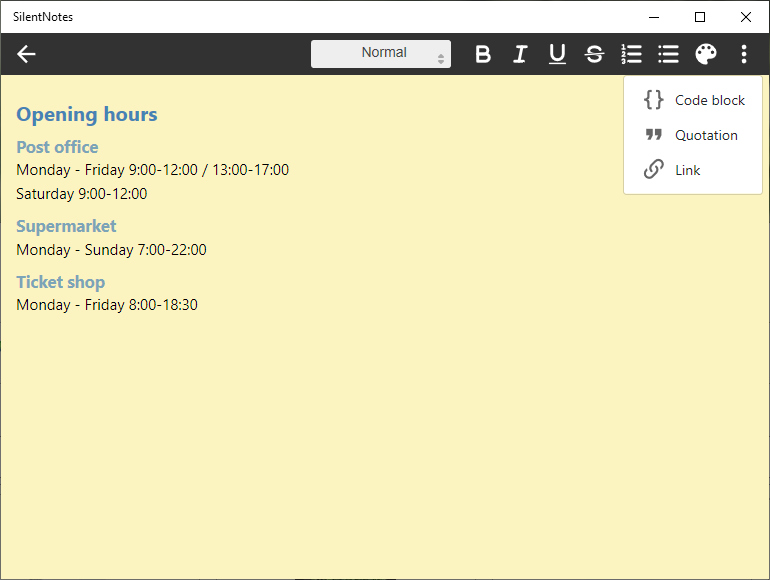 SilentNotes
Normal
Code block
Quotation
Link
Opening hours
Post office
Monday - Friday 9:00-12:00 / 13:00-17:00
Saturday 9:00-12:00
Supermarket
Monday - Sunday 7:00-22:00
Ticket shop
Monday - Friday 8:00-18:30